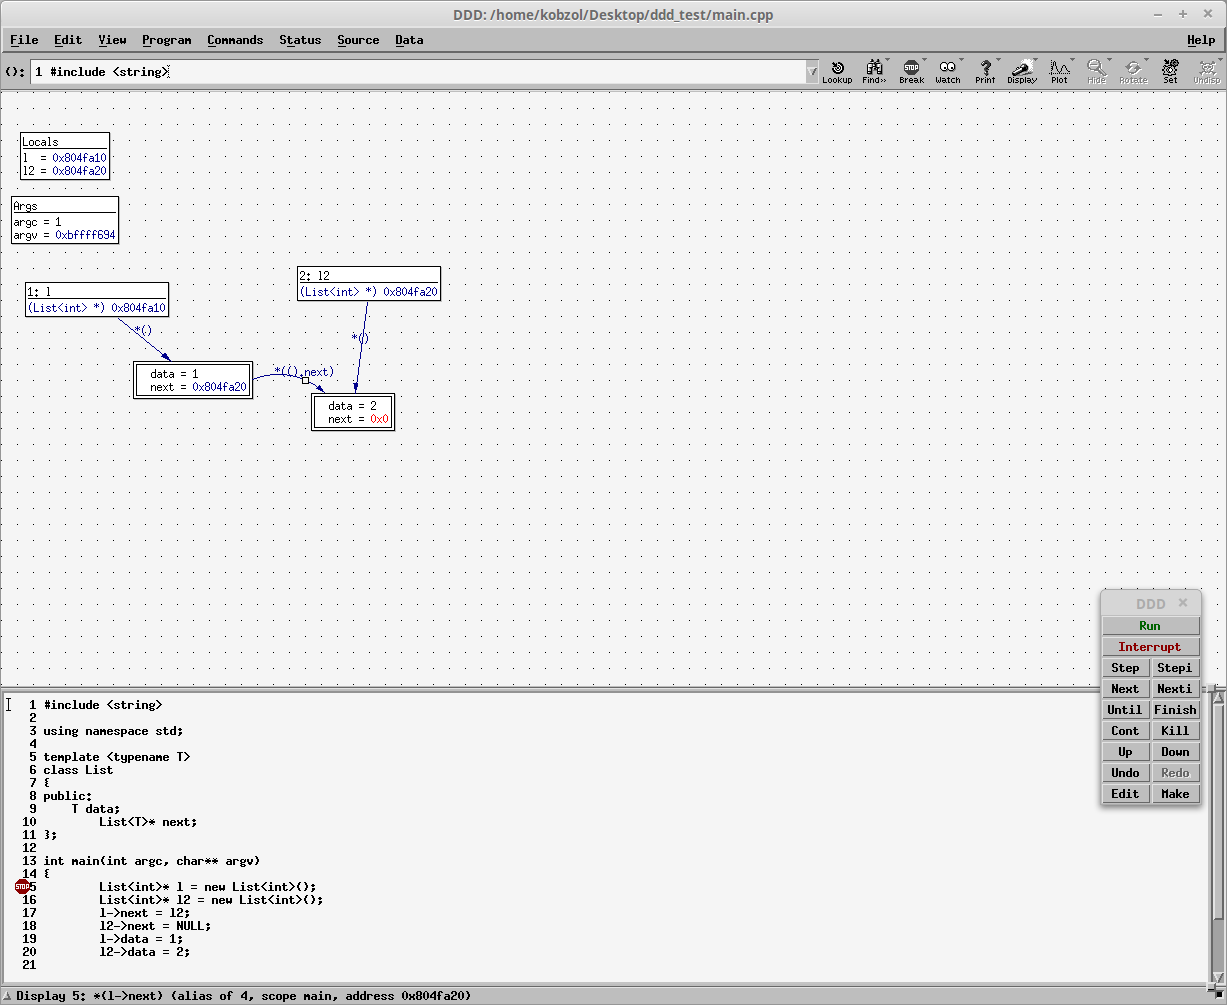 DDD: /home/kobzol/Desktop/ddd_test/main.cpp
File Edit View Program Commands Status Source Data Help
(): 1 #include <string>
Lookup Find>> Break Watch Print Display Plot Hide Rotate Set Undisp
Locals
l = 0x804fa10
l2 = 0x804fa20
Args
argc = 1
argv = 0xbffff694
1: l
(List<int> *) 0x804fa10
2: l2
(List<int> *) 0x804fa20
*()
*()
data = 1
next = 0x804fa20
*(().next)
data = 2
next = 0x0
DDD
Run
Interrupt
Step Stepi
Next Nexti
Until Finish
Cont Kill
Up Down
Undo Redo
Edit Make
1 #include <string>
2
3 using namespace std;
4
5 template <typename T>
6 class List
7 {
8 public:
9 T data;
10 List<T>* next;
11 };
12
13 int main(int argc, char** argv)
14 {
STOP 5 List<int>* l = new List<int>();
16 List<int>* l2 = new List<int>();
17 l->next = l2;
18 l2->next = NULL;
19 l->data = 1;
20 l2->data = 2;
21
Display 5: *(l->next) (alias of 4, scope main, address 0x804fa20)